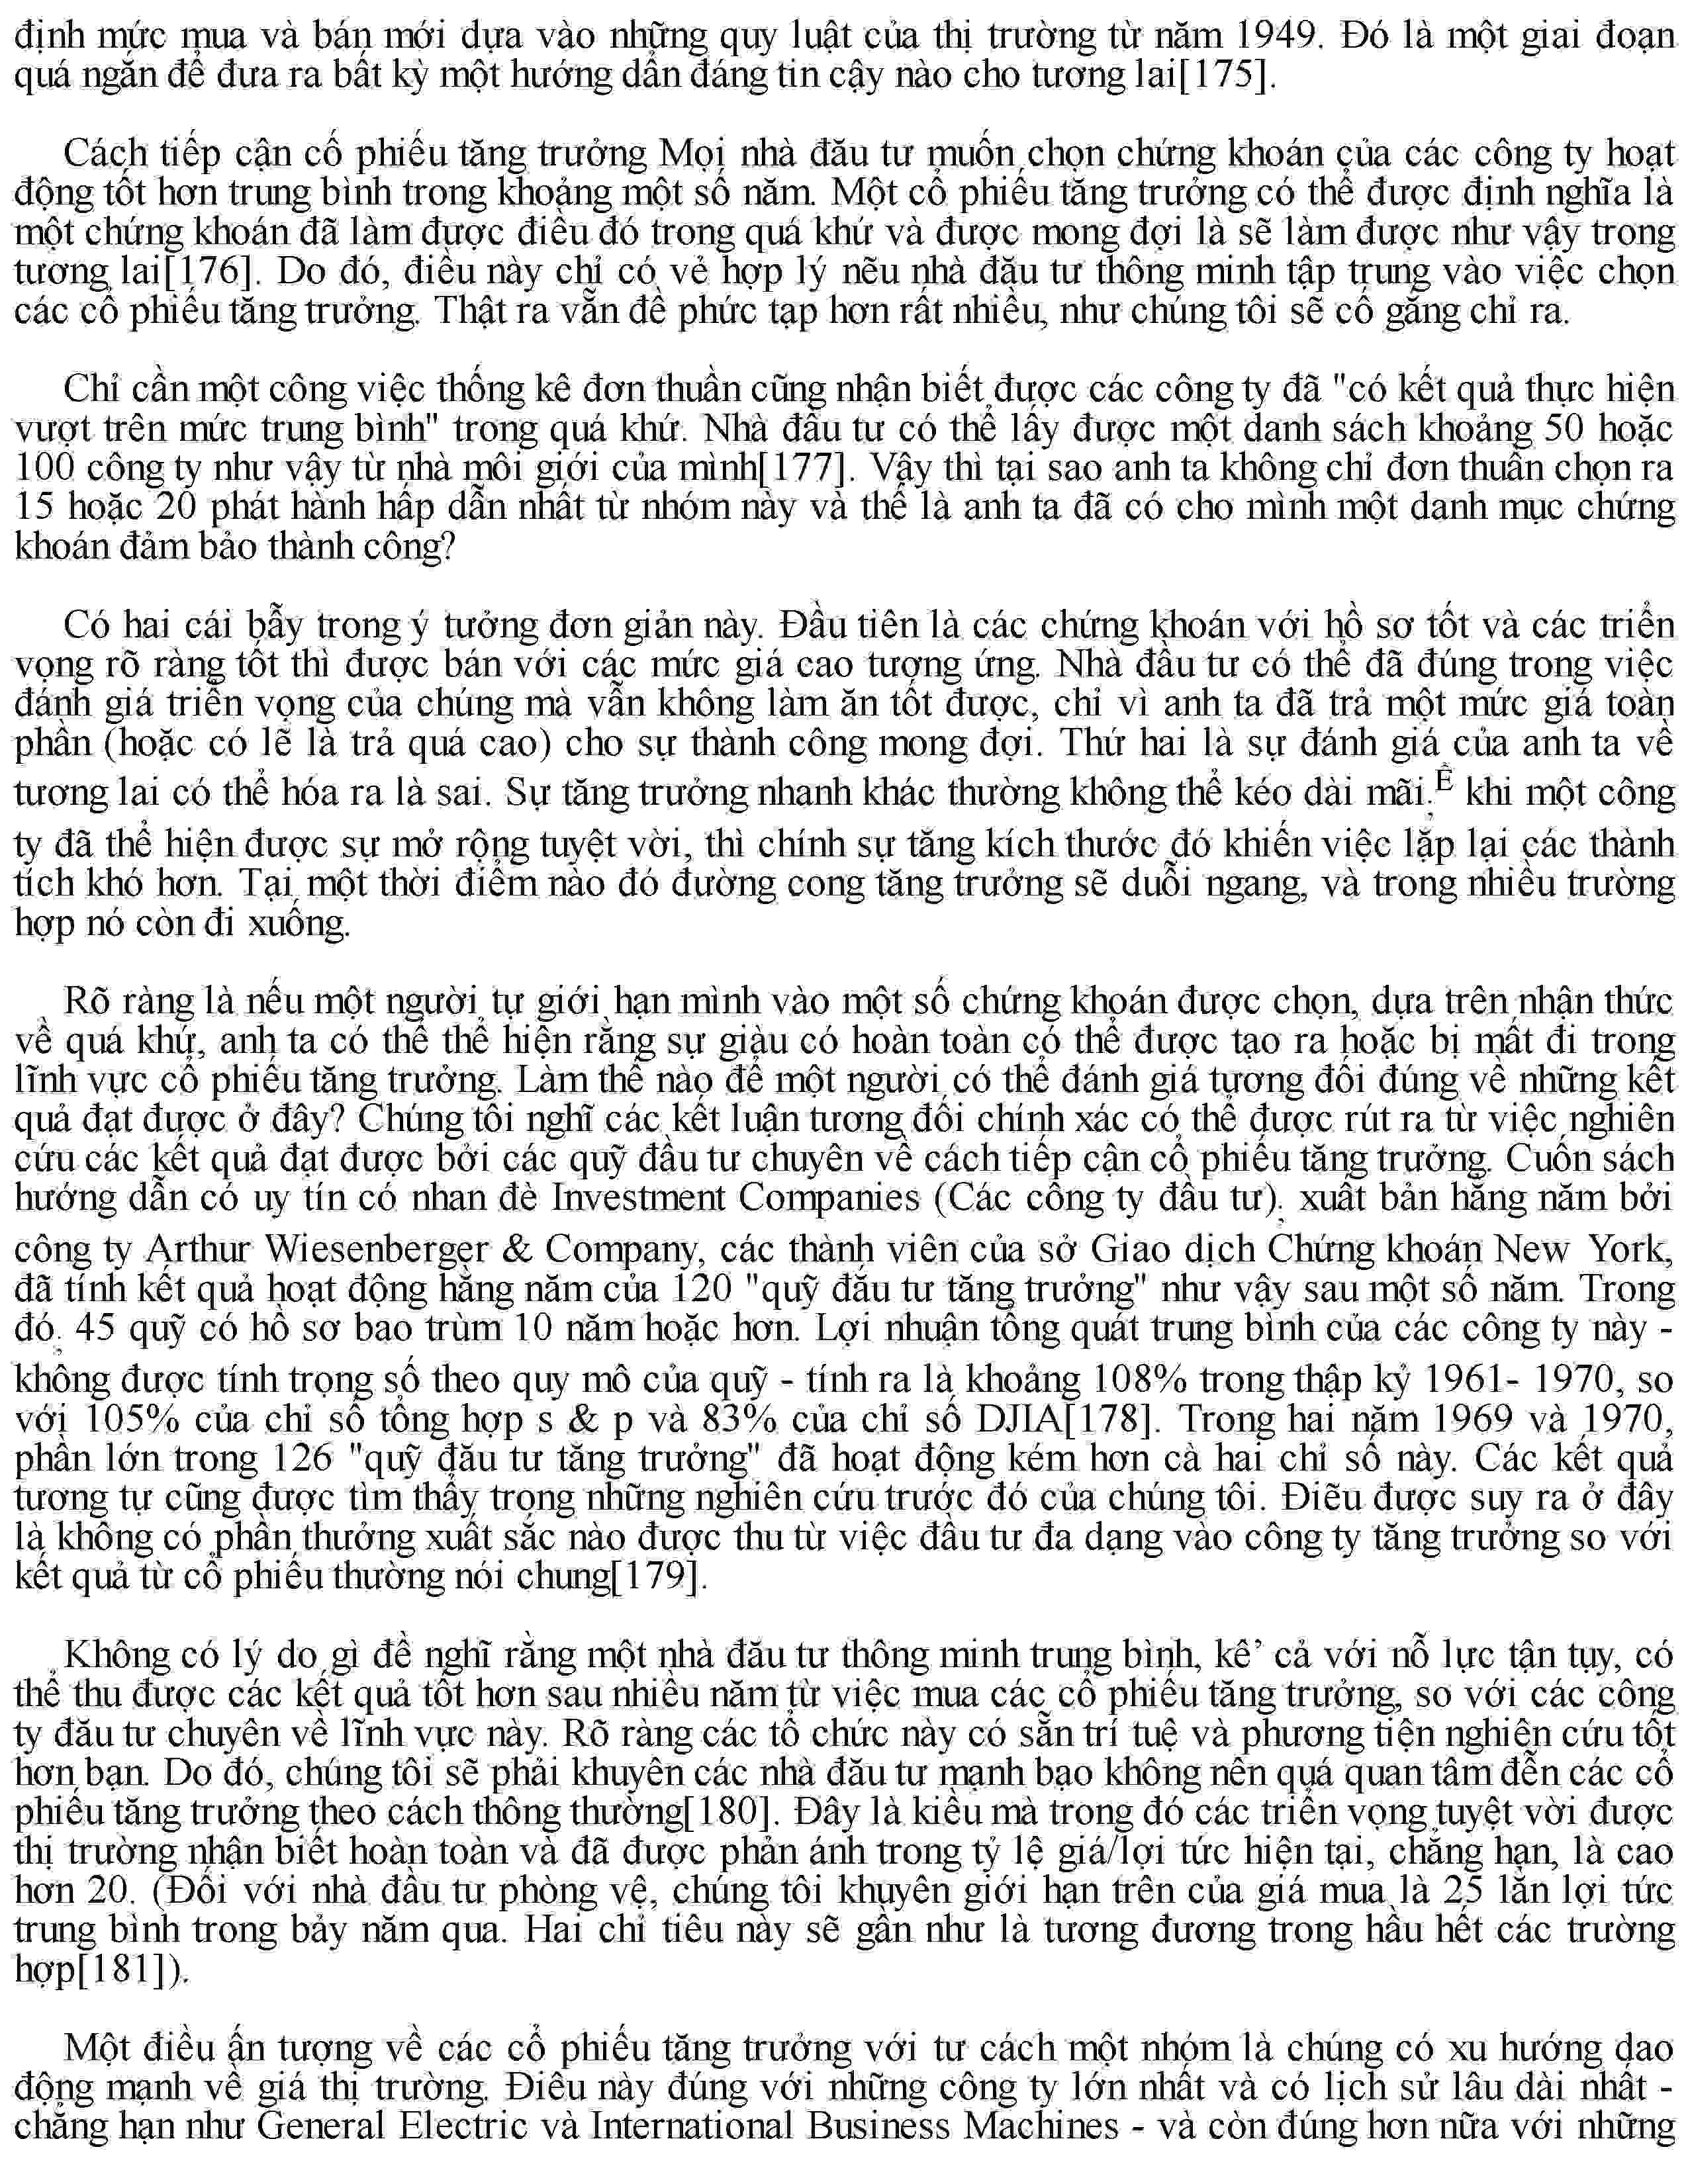 định mức mua và bán mới dựa vào những quy luật của thị trường từ năm 1949. Đó là một giai đoạn
quá ngắn để đưa ra bất kỳ một hướng dẫn đáng tin cậy nào cho tương lai[175].
Cách tiếp cận cổ phiếu tăng trưởng Mọi nhà đầu tư muốn chọn chứng khoán của các công ty hoạt
động tốt hơn trung bình trong khoảng một số năm. Một cổ phiếu tăng trưởng có thể được định nghĩa là
một chứng khoán đã làm được điều đó trong quá khứ và được mong đợi là sẽ làm được như vậy trong
tương lai[176]. Do đó, điều này chỉ có vẻ hợp lý nếu nhà đầu tư thông minh tập trung vào việc chọn
các cổ phiếu tăng trưởng. Thật ra vẫn đề phức tạp hơn rất nhiều, như chúng tôi sẽ cố gắng chỉ ra.
Chỉ cần một công việc thống kê đơn thuần cũng nhận biết được các công ty đã "có kết quả thực hiện
vượt trên mức trung bình" trong quá khứ. Nhà đầu tư có thể lấy được một danh sách khoảng 50 hoặc
100 công ty như vậy từ nhà môi giới của mình[177]. Vậy thì tại sao anh ta không chỉ đơn thuần chọn ra
15 hoặc 20 phát hành hấp dẫn nhất từ nhóm này và thế là anh ta đã có cho mình một danh mục chứng
khoán đảm bảo thành công?
Có hai cái bẫy trong ý tưởng đơn giản này. Đầu tiên là các chứng khoán với hồ sơ tốt và các triển
vọng rõ ràng tốt thì được bán với các mức giá cao tương ứng. Nhà đầu tư có thể đã đúng trong việc
đánh giá triển vọng của chúng mà vẫn không làm ăn tốt được, chỉ vì anh ta đã trả một mức giá toàn
phần (hoặc có lẽ là trả quá cao) cho sự thành công mong đợi. Thứ hai là sự đánh giá của anh ta về
tương lai có thể hóa ra là sai. Sự tăng trưởng nhanh khác thường không thể kéo dài mãi.; khi một công
ty đã thể hiện được sự mở rộng tuyệt vời, thì chính sự tăng kích thước đó khiến việc lặp lại các thành
tích khó hơn. Tại một thời điểm nào đó đường cong tăng trưởng sẽ duỗi ngang, và trong nhiều trường
hợp nó còn đi xuống.
Rõ ràng là nếu một người tự giới hạn mình vào một số chứng khoán được chọn, dựa trên nhận thức
về quá khứ, anh ta có thể thể hiện rằng sự giàu có hoàn toàn có thể được tạo ra hoặc bị mất đi trong
lĩnh vực cổ phiếu tăng trưởng. Làm thế nào để một người có thể đánh giá tương đối đúng về những kết
quả đạt được ở đây? Chúng tôi nghĩ các kết luận tương đối chính xác có thể được rút ra từ việc nghiên
cứu các kết quả đạt được bởi các quỹ đầu tư chuyên về cách tiếp cận cổ phiếu tăng trưởng. Cuốn sách
hướng dẫn có uy tín có nhan đè Investment Companies (Các công ty đầu tư). xuất bản hằng năm bởi
công ty Arthur Wiesenberger & Company, các thành viên của sở Giao dịch Chứng khoán New York,
đã tính kết quả hoạt động hằng năm của 120 "quỹ đầu tư tăng trưởng" như vậy sau một số năm. Trong
đó. 45 quỹ có hồ sơ bao trùm 10 năm hoặc hơn. Lợi nhuận tổng quát trung bình của các công ty này -
không được tính trọng số theo quy mô của quỹ - tính ra là khoảng 108% trong thập kỷ 1961- 1970, so
với 105% của chỉ số tổng hợp s & p và 83% của chỉ số DJIA[178]. Trong hai năm 1969 và 1970,
phần lớn trong 126 "quỹ đầu tư tăng trưởng" đã hoạt động kém hơn cà hai chỉ số này. Các kết quả
tương tự cũng được tìm thấy trong những nghiên cứu trước đó của chúng tôi. Điều được suy ra ở đây
là không có phần thưởng xuất sắc nào được thu từ việc đầu tư đa dạng vào công ty tăng trưởng so với
kết quả từ cổ phiếu thường nói chung[179].
Không có lý do gì đề nghĩ rằng một nhà đầu tư thông minh trung bình, kê’ cả với nỗ lực tận tụy, có
thể thu được các kết quả tốt hơn sau nhiều năm từ việc mua các cổ phiếu tăng trưởng, so với các công
ty đầu tư chuyên về lĩnh vực này. Rõ ràng các tổ chức này có sẵn trí tuệ và phương tiện nghiên cứu tốt
hơn bạn. Do đó, chúng tôi sẽ phải khuyên các nhà đầu tư mạnh bạo không nên quá quan tâm đến các cổ
phiếu tăng trưởng theo cách thông thường[180]. Đây là kiểu mà trong đó các triển vọng tuyệt vời được
thị trường nhận biết hoàn toàn và đã được phản ánh trong tỷ lệ giá/lợi tức hiện tại, chẳng hạn, là cao
hơn 20. (Đối với nhà đầu tư phòng vệ, chúng tôi khuyên giới hạn trên của giá mua là 25 lần lợi tức
trung bình trong bảy năm qua. Hai chỉ tiêu này sẽ gần như là tương đương trong hầu hết các trường
hợp[181]).
Một điều ấn tượng về các cổ phiếu tăng trưởng với tư cách một nhóm là chúng có xu hướng dao
động mạnh về giá thị trường. Điều này đúng với những công ty lớn nhất và có lịch sử lâu dài nhất -
chẳng hạn như General Electric và International Business Machines - và còn đúng hơn nữa với những